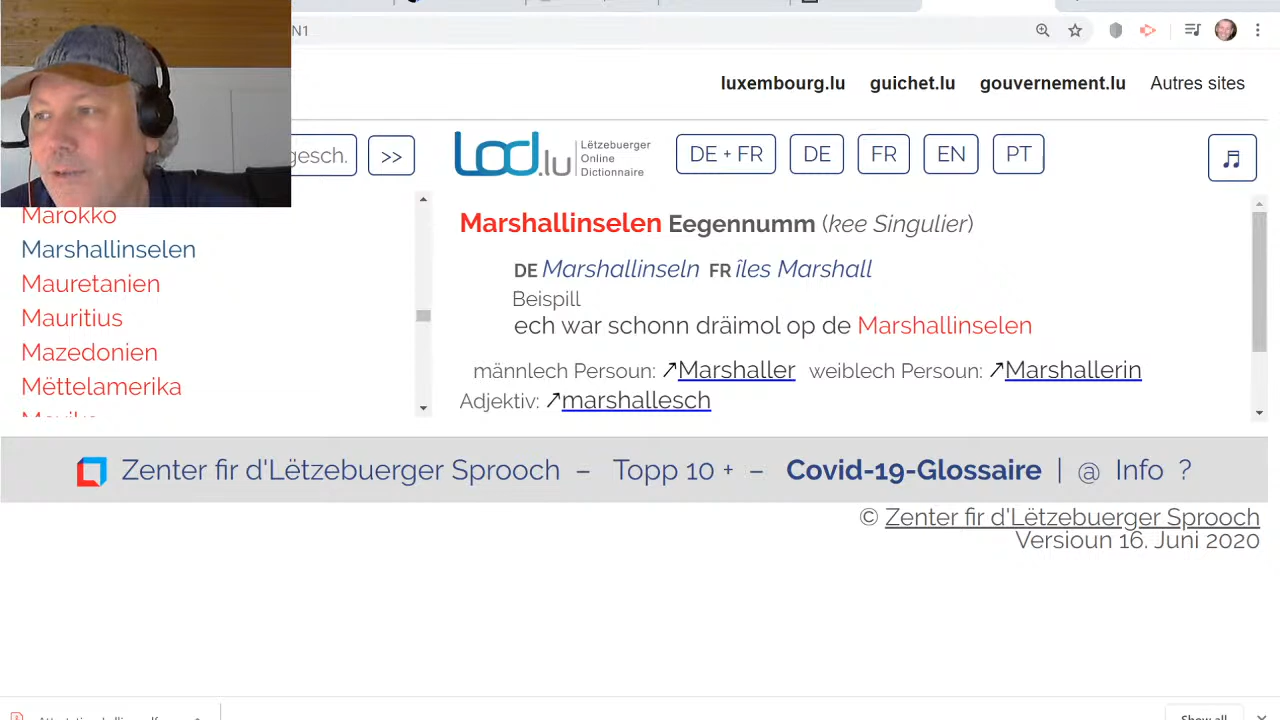 N1
luxembourg.lu guichet.lu gouvernement.lu Autres sites
gesch. >>
Lod.lu Lëtzebuerger Online Dictionnaire
DE + FR DE FR EN PT
Marokko
Marshallinselen
Mauretanien
Mauritius
Mazedonien
Mëttelamerika
Marshallinselen Eegennumm (kee Singulier)
DE Marshallinseln FR îles Marshall
Beispill
ech war schonn dräimol op de Marshallinselen
männlech Persoun: ↗Marshaller weiblech Persoun: ↗Marshallerin
Adjektiv: ↗marshallesch
Zenter fir d'Lëtzebuerger Sprooch – Topp 10 + – Covid-19-Glossaire | @ Info ?
© Zenter fir d'Lëtzebuerger Sprooch
Versioun 16. Juni 2020
Show all